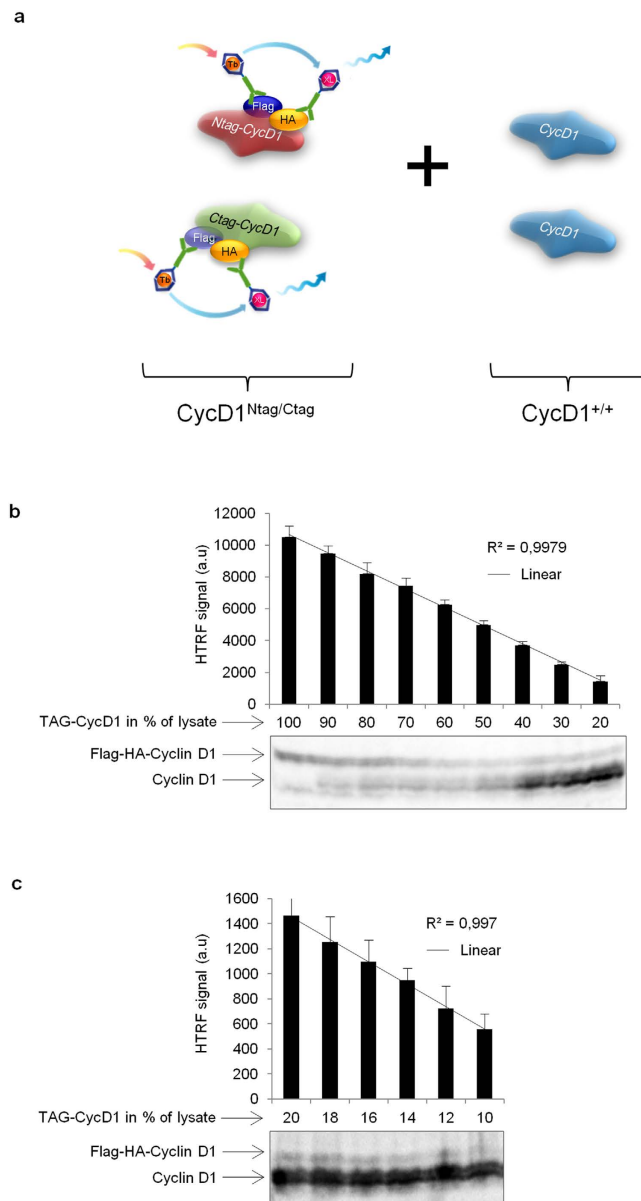 a
Tb
XL
Flag
HA
Ntag-CycD1
CycD1
Ctag-CycD1
Flag
HA
CycD1
Tb
XL
CycD1Ntag/Ctag
CycD1+/+
b
HTRF signal (a.u)
12000
10000
8000
6000
4000
2000
0
R² = 0,9979
Linear
TAG-CycD1 in % of lysate 100 90 80 70 60 50 40 30 20
Flag-HA-Cyclin D1
Cyclin D1
c
HTRF signal (a.u)
1600
1400
1200
1000
800
600
400
200
0
R² = 0,997
Linear
TAG-CycD1 in % of lysate 20 18 16 14 12 10
Flag-HA-Cyclin D1
Cyclin D1